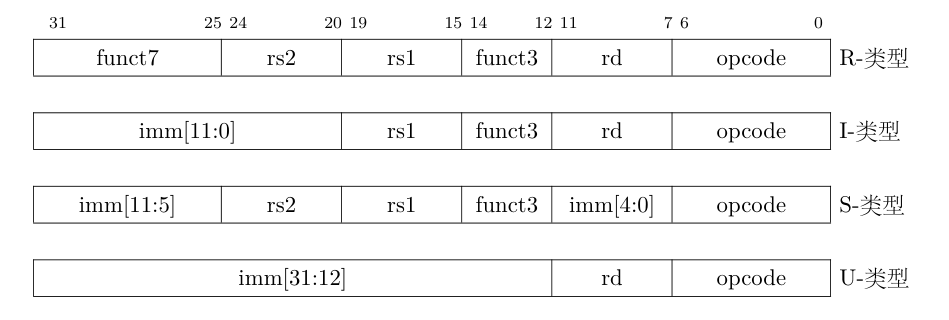 31 25 24 20 19 15 14 12 11 7 6 0
funct7 rs2 rs1 funct3 rd opcode R-类型
imm[11:0] rs1 funct3 rd opcode I-类型
imm[11:5] rs2 rs1 funct3 imm[4:0] opcode S-类型
imm[31:12] rd opcode U-类型